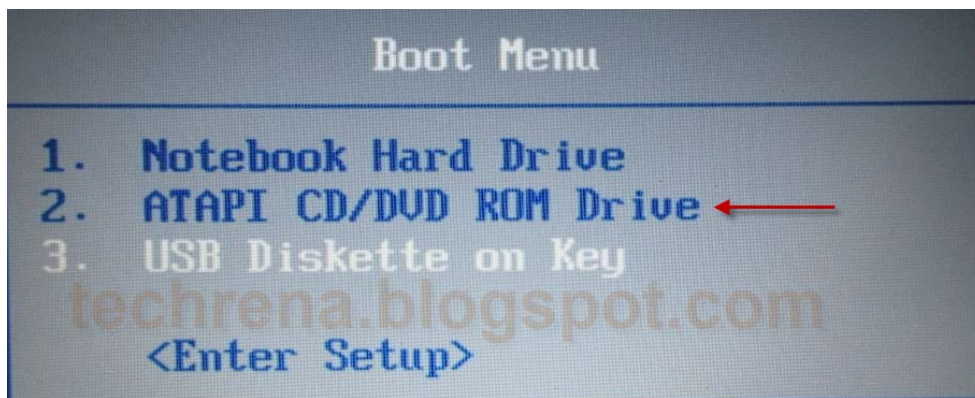 Boot Menu
1. Notebook Hard Drive
2. ATAPI CD/DVD ROM Drive
3. USB Diskette on Key
techrena.blogspot.com
<Enter Setup>